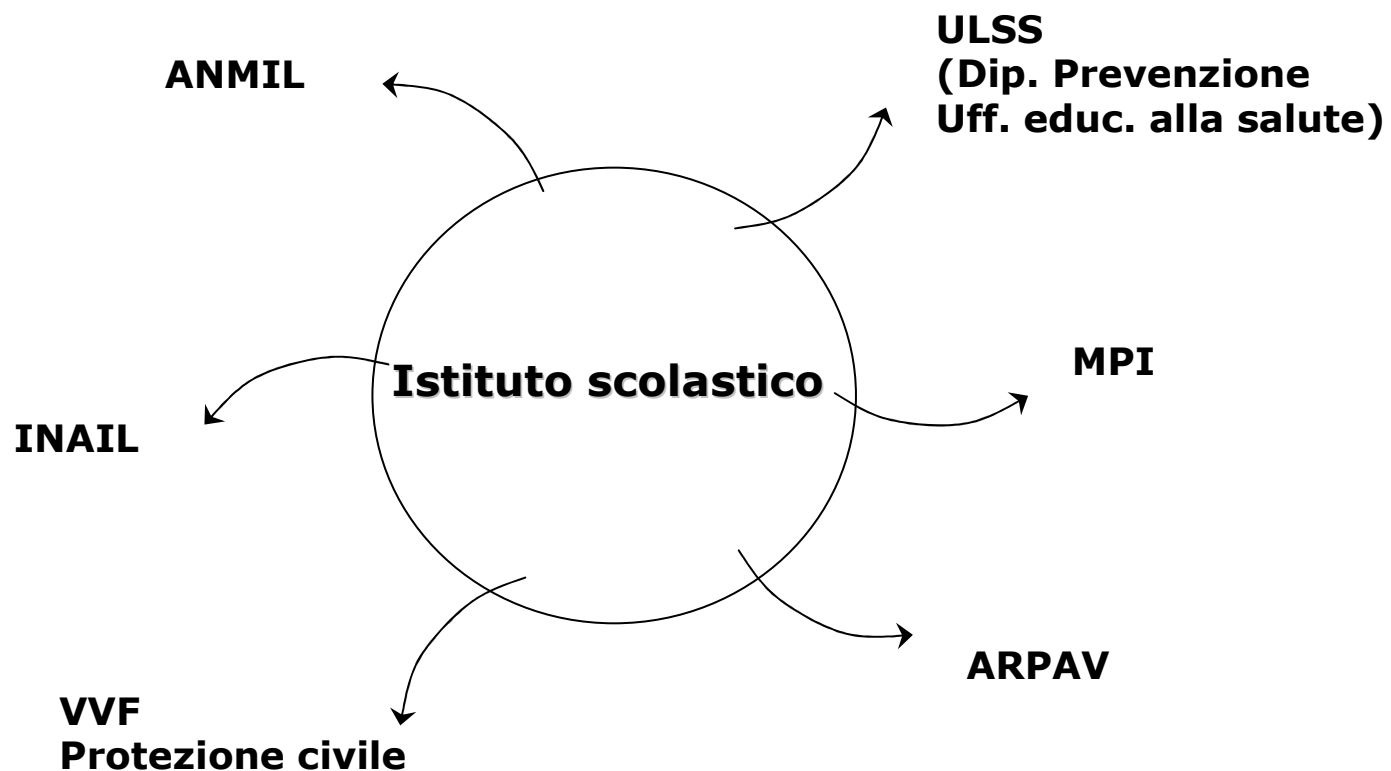 ULSS
(Dip. Prevenzione
Uff. educ. alla salute)
ANMIL
MPI
Istituto scolastico
INAIL
ARPAV
VVF
Protezione civile